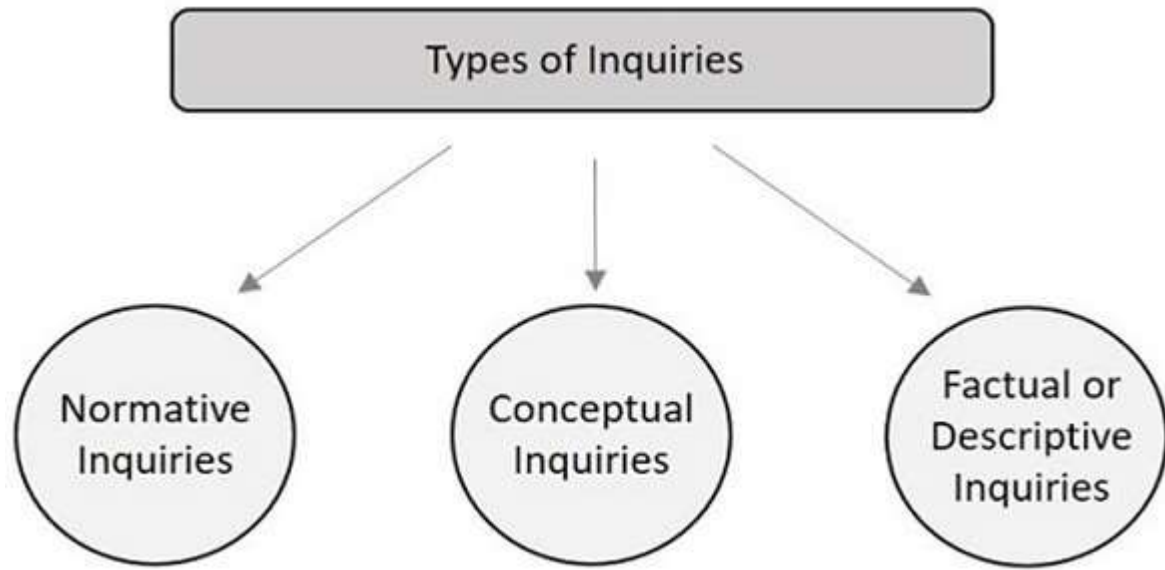 Types of Inquiries
Normative
Inquiries
Conceptual
Inquiries
Factual or
Descriptive
Inquiries